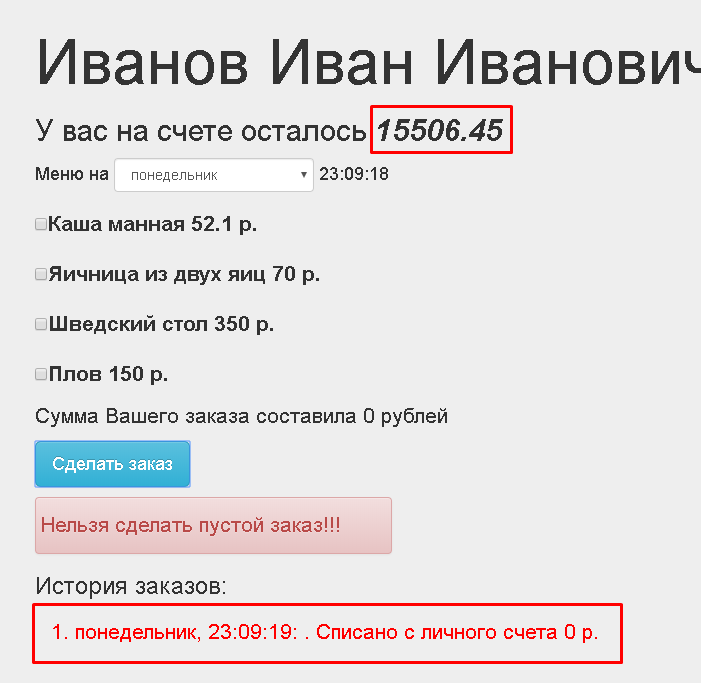 Иванов Иван Иванович
У вас на счете осталось 15506.45
Меню на понедельник 23:09:18
Каша манная 52.1 р.
Яичница из двух яиц 70 р.
Шведский стол 350 р.
Плов 150 р.
Сумма Вашего заказа составила 0 рублей
Сделать заказ
Нельзя сделать пустой заказ!!!
История заказов:
1. понедельник, 23:09:19: . Списано с личного счета 0 р.